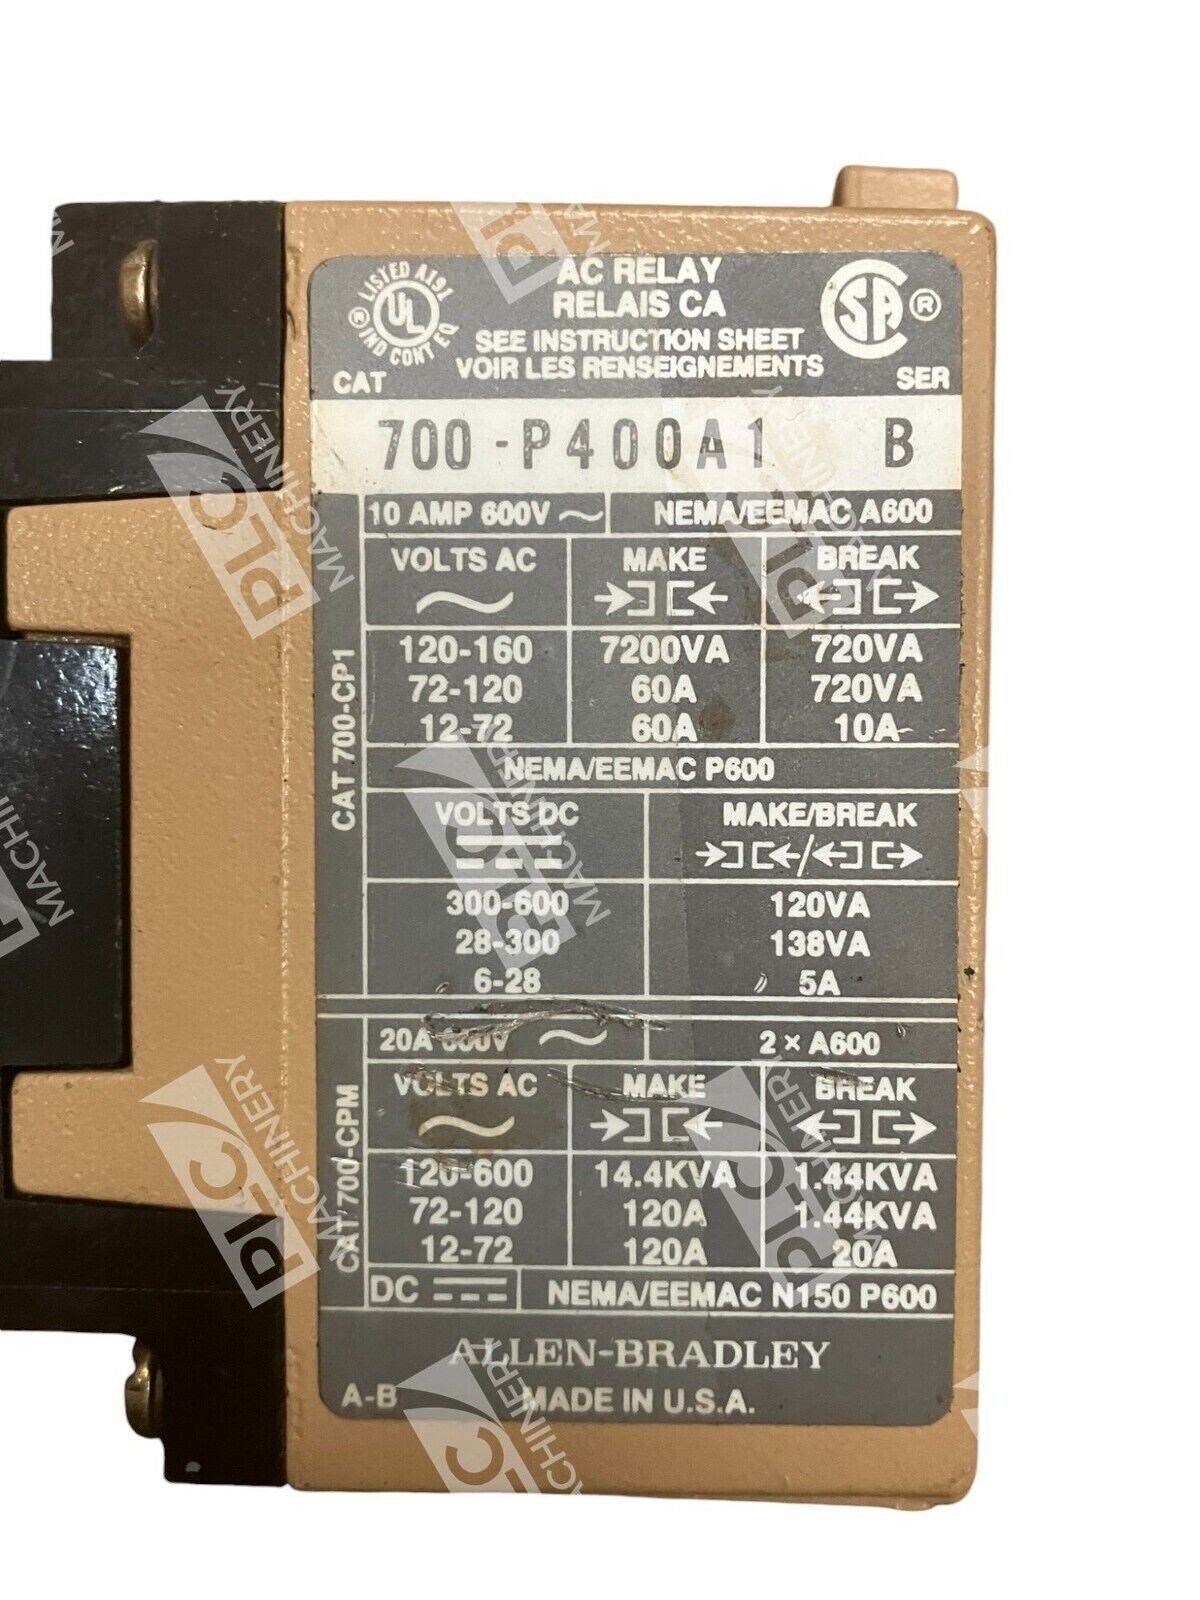 LISTED A191
UL ®
IND CONT EQ
AC RELAY
RELAIS CA
SEE INSTRUCTION SHEET
VOIR LES RENSEIGNEMENTS
SA ®
CAT
SER
700-P400A1 B
CAT 700-CP1
10 AMP 600V ~ NEMA/EEMAC A600
VOLTS AC MAKE BREAK
120-160 7200VA 720VA
72-120 60A 720VA
12-72 60A 10A
NEMA/EEMAC P600
VOLTS DC MAKE/BREAK
300-600 120VA
28-300 138VA
6-28 5A
CAT 700-CPM
20A 600V ~ 2 × A600
VOLTS AC MAKE BREAK
120-600 14.4KVA 1.44KVA
72-120 120A 1.44KVA
12-72 120A 20A
DC NEMA/EEMAC N150 P600
ALLEN-BRADLEY
A-B MADE IN U.S.A.
PLC MACHINERY